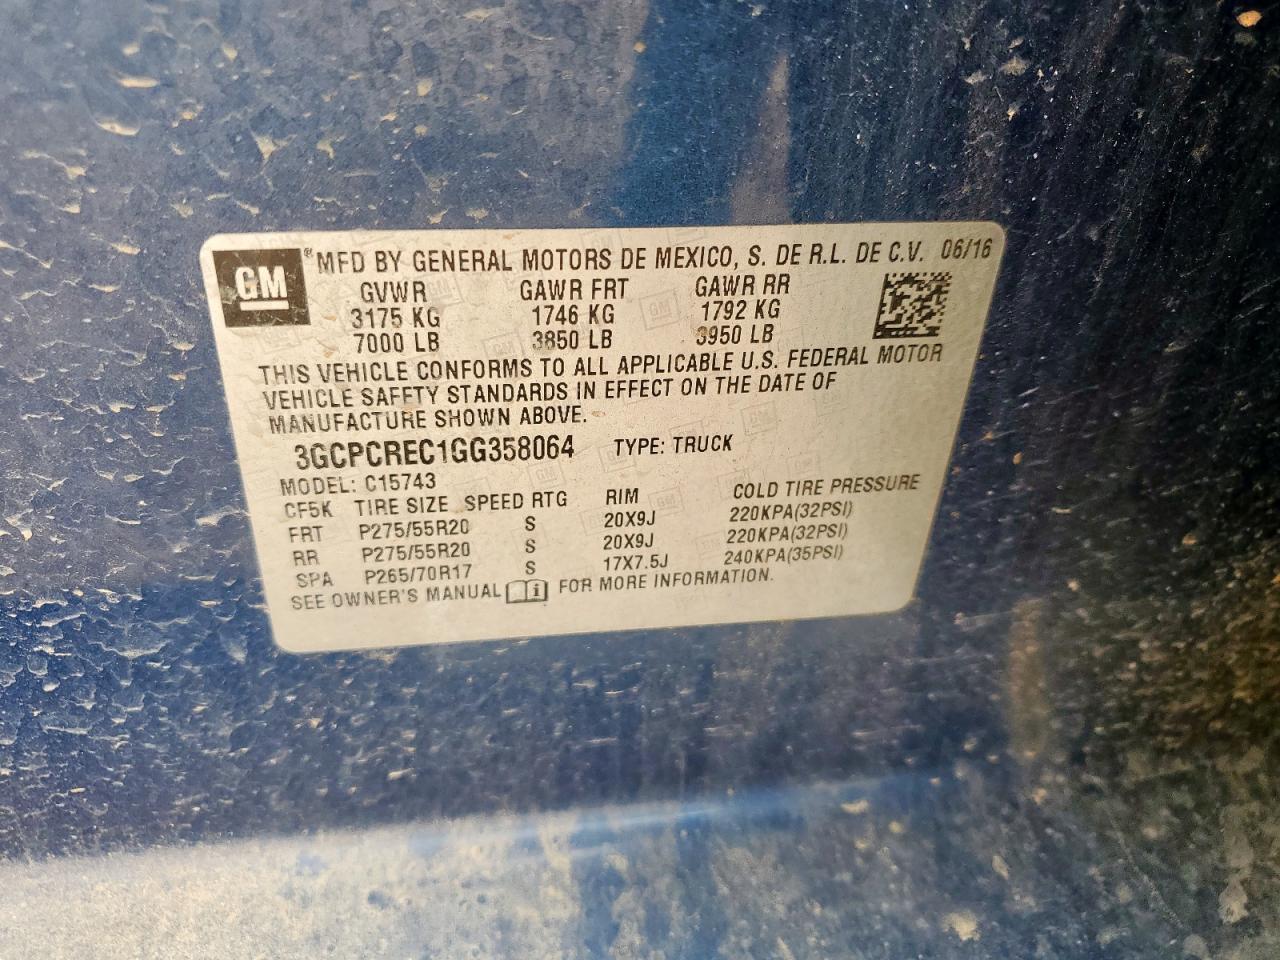 GM ® MFD BY GENERAL MOTORS DE MEXICO, S. DE R.L. DE C.V. 06/16
GVWR GAWR FRT GAWR RR
3175 KG 1746 KG 1792 KG
7000 LB 3850 LB 3950 LB
THIS VEHICLE CONFORMS TO ALL APPLICABLE U.S. FEDERAL MOTOR
VEHICLE SAFETY STANDARDS IN EFFECT ON THE DATE OF
MANUFACTURE SHOWN ABOVE.
3GCPCREC1GG358064 TYPE: TRUCK
MODEL: C15743
CF5K TIRE SIZE SPEED RTG RIM COLD TIRE PRESSURE
FRT P275/55R20 S 20X9J 220KPA(32PSI)
RR P275/55R20 S 20X9J 220KPA(32PSI)
SPA P265/70R17 S 17X7.5J 240KPA(35PSI)
SEE OWNER'S MANUAL i FOR MORE INFORMATION.